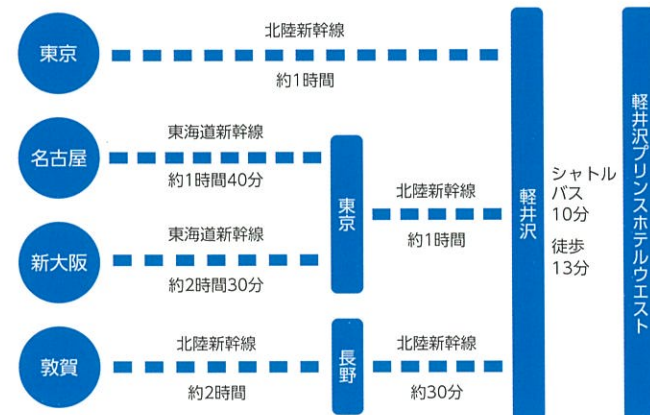 東京
北陸新幹線
約1時間
名古屋
東海道新幹線
約1時間40分
新大阪
東海道新幹線
約2時間30分
東京
北陸新幹線
約1時間
敦賀
北陸新幹線
約2時間
長野
北陸新幹線
約30分
軽井沢
シャトル
バス
10分
徒歩
13分
軽井沢プリンスホテルウエスト